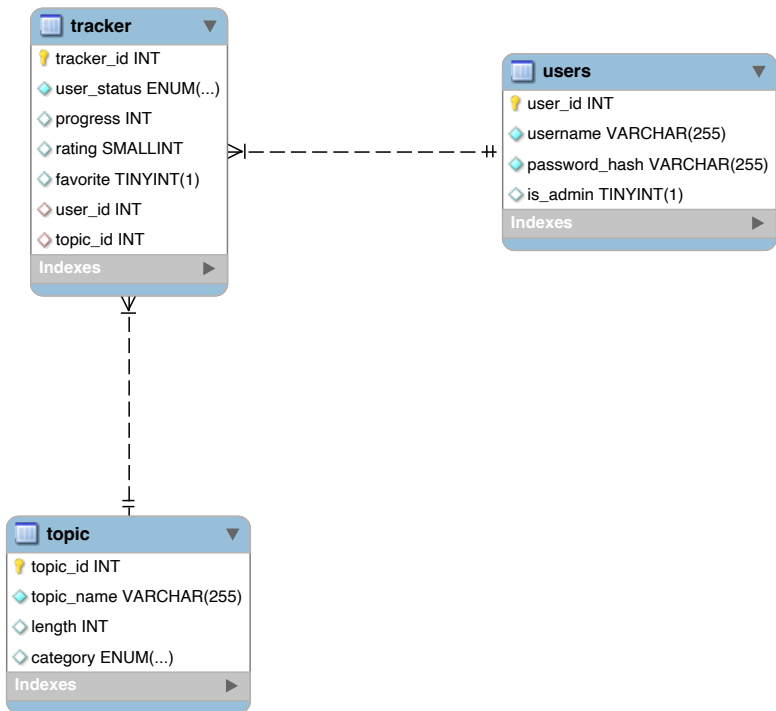 tracker
tracker_id INT
user_status ENUM(...)
progress INT
rating SMALLINT
favorite TINYINT(1)
user_id INT
topic_id INT
Indexes
users
user_id INT
username VARCHAR(255)
password_hash VARCHAR(255)
is_admin TINYINT(1)
Indexes
topic
topic_id INT
topic_name VARCHAR(255)
length INT
category ENUM(...)
Indexes